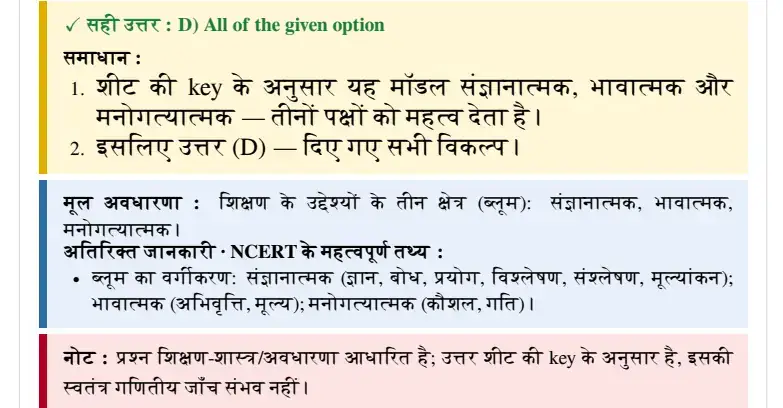 ✓ सही उत्तर : D) All of the given option
समाधान :
1. शीट की key के अनुसार यह मॉडल संज्ञानात्मक, भावात्मक और
मनोगत्यात्मक — तीनों पक्षों को महत्व देता है।
2. इसलिए उत्तर (D) — दिए गए सभी विकल्प।
मूल अवधारणा : शिक्षण के उद्देश्यों के तीन क्षेत्र (ब्लूम): संज्ञानात्मक, भावात्मक,
मनोगत्यात्मक।
अतिरिक्त जानकारी · NCERT के महत्वपूर्ण तथ्य :
• ब्लूम का वर्गीकरण: संज्ञानात्मक (ज्ञान, बोध, प्रयोग, विश्लेषण, संश्लेषण, मूल्यांकन);
भावात्मक (अभिवृत्ति, मूल्य); मनोगत्यात्मक (कौशल, गति)।
नोट : प्रश्न शिक्षण-शास्त्र/अवधारणा आधारित है; उत्तर शीट की key के अनुसार है, इसकी
स्वतंत्र गणितीय जाँच संभव नहीं।